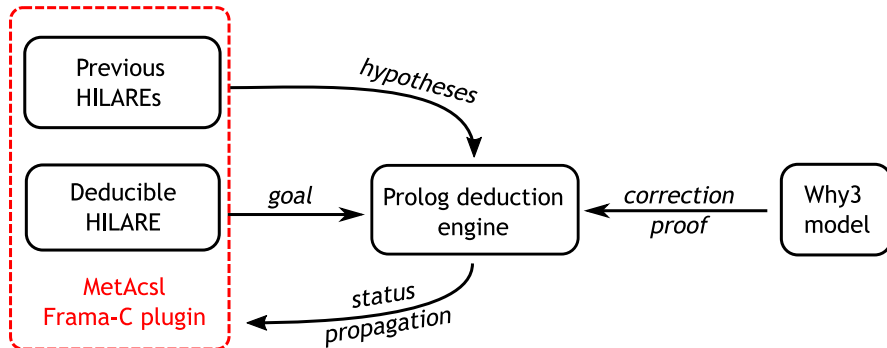 Previous
HILAREs
hypotheses
Deducible
HILARE
goal
Prolog deduction
engine
correction
proof
Why3
model
MetAcsl
Frama-C plugin
status
propagation